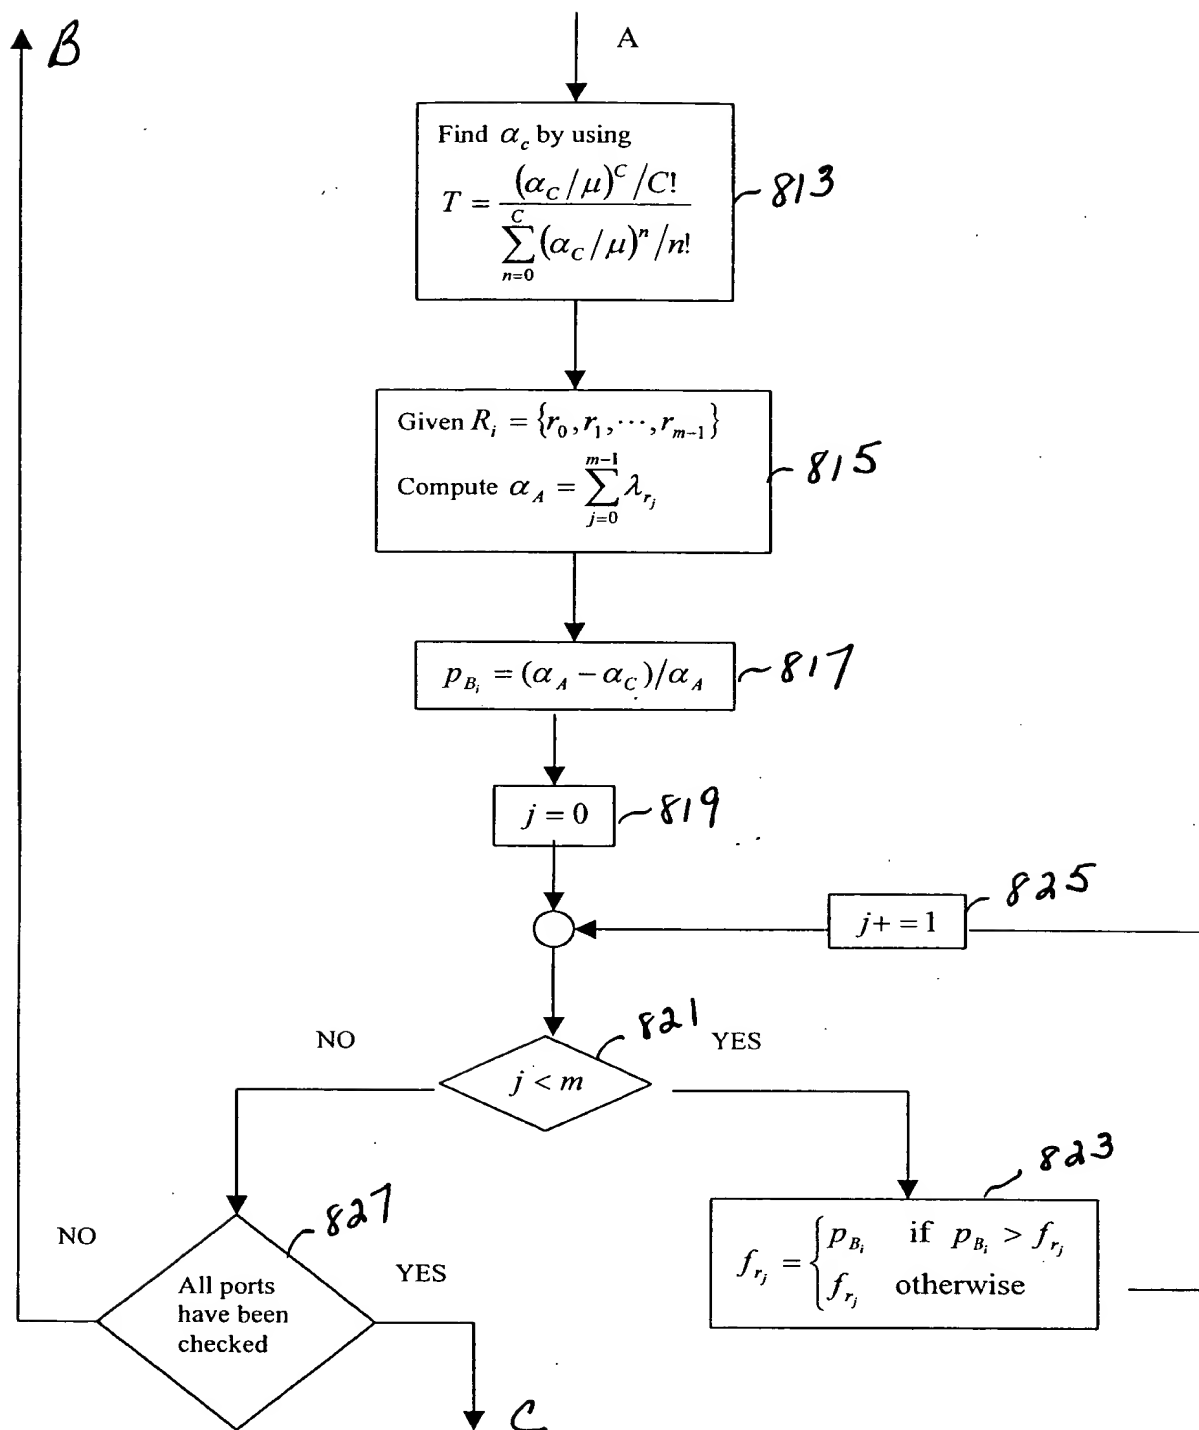 B
A
Find α_c by using
T = (α_C/μ)^C/C! / ∑_{n=0}^{C} (α_C/μ)^n/n!
813
Given R_i = {r_0, r_1, ⋯, r_{m-1}}
Compute α_A = ∑_{j=0}^{m-1} λ_{r_j}
815
p_{B_i} = (α_A − α_C)/α_A
817
j = 0
819
j+ = 1
825
NO
821
YES
j < m
823
f_{r_j} = { p_{B_i} if p_{B_i} > f_{r_j}
f_{r_j} otherwise
827
NO
YES
All ports
have been
checked
C